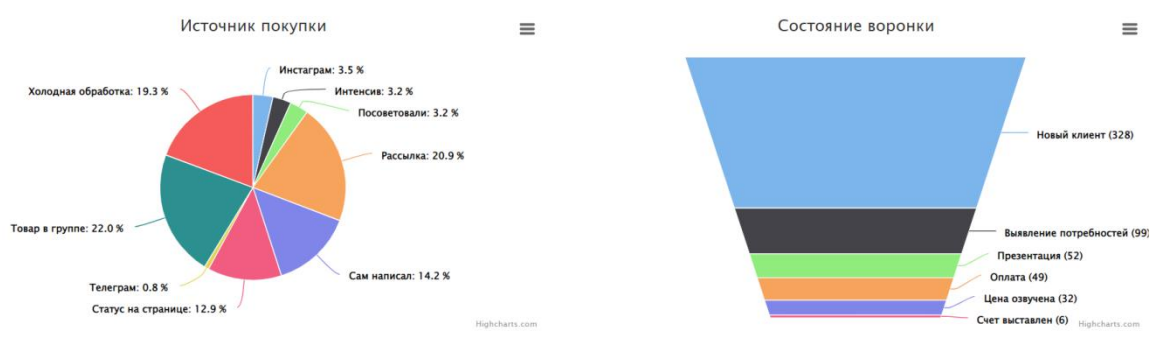 Источник покупки
Инстаграм: 3.5 %
Интенсив: 3.2 %
Посоветовали: 3.2 %
Рассылка: 20.9 %
Сам написал: 14.2 %
Статус на странице: 12.9 %
Телеграм: 0.8 %
Товар в группе: 22.0 %
Холодная обработка: 19.3 %
Highcharts.com
Состояние воронки
Новый клиент (328)
Выявление потребностей (99)
Презентация (52)
Оплата (49)
Цена озвучена (32)
Счет выставлен (6)
Highcharts.com